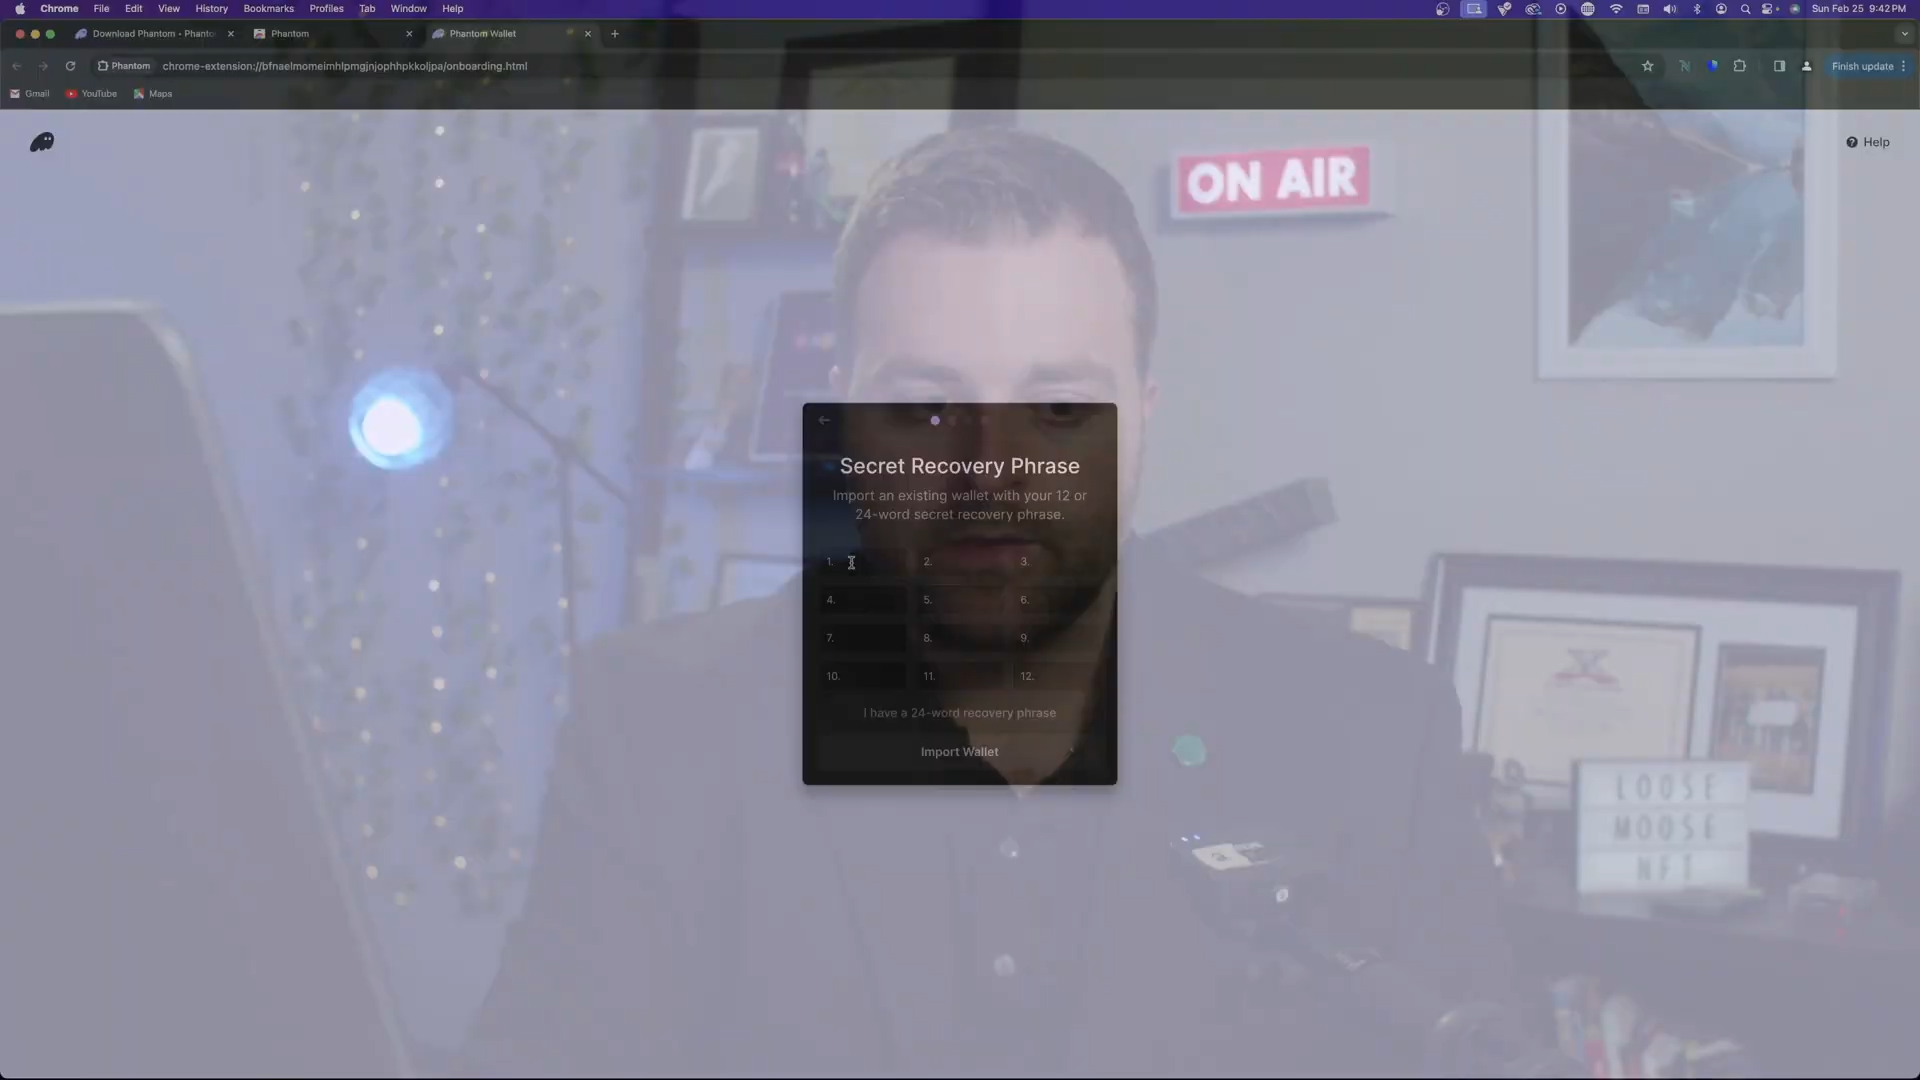 Chrome File Edit View History Bookmarks Profiles Tab Window Help Sun Feb 25 9:42 PM
Download Phantom • Phanto Phantom Phantom Wallet
Phantom chrome-extension://bfnaelmomeimhlpmgjnjophhpkkoljpa/onboarding.html Finish update
Gmail YouTube Maps
Help
ON AIR
Secret Recovery Phrase
Import an existing wallet with your 12 or
24-word secret recovery phrase.
1. 2. 3.
4. 5. 6.
7. 8. 9.
10. 11. 12.
I have a 24-word recovery phrase
Import Wallet
LOOSE
MOOSE
NFT